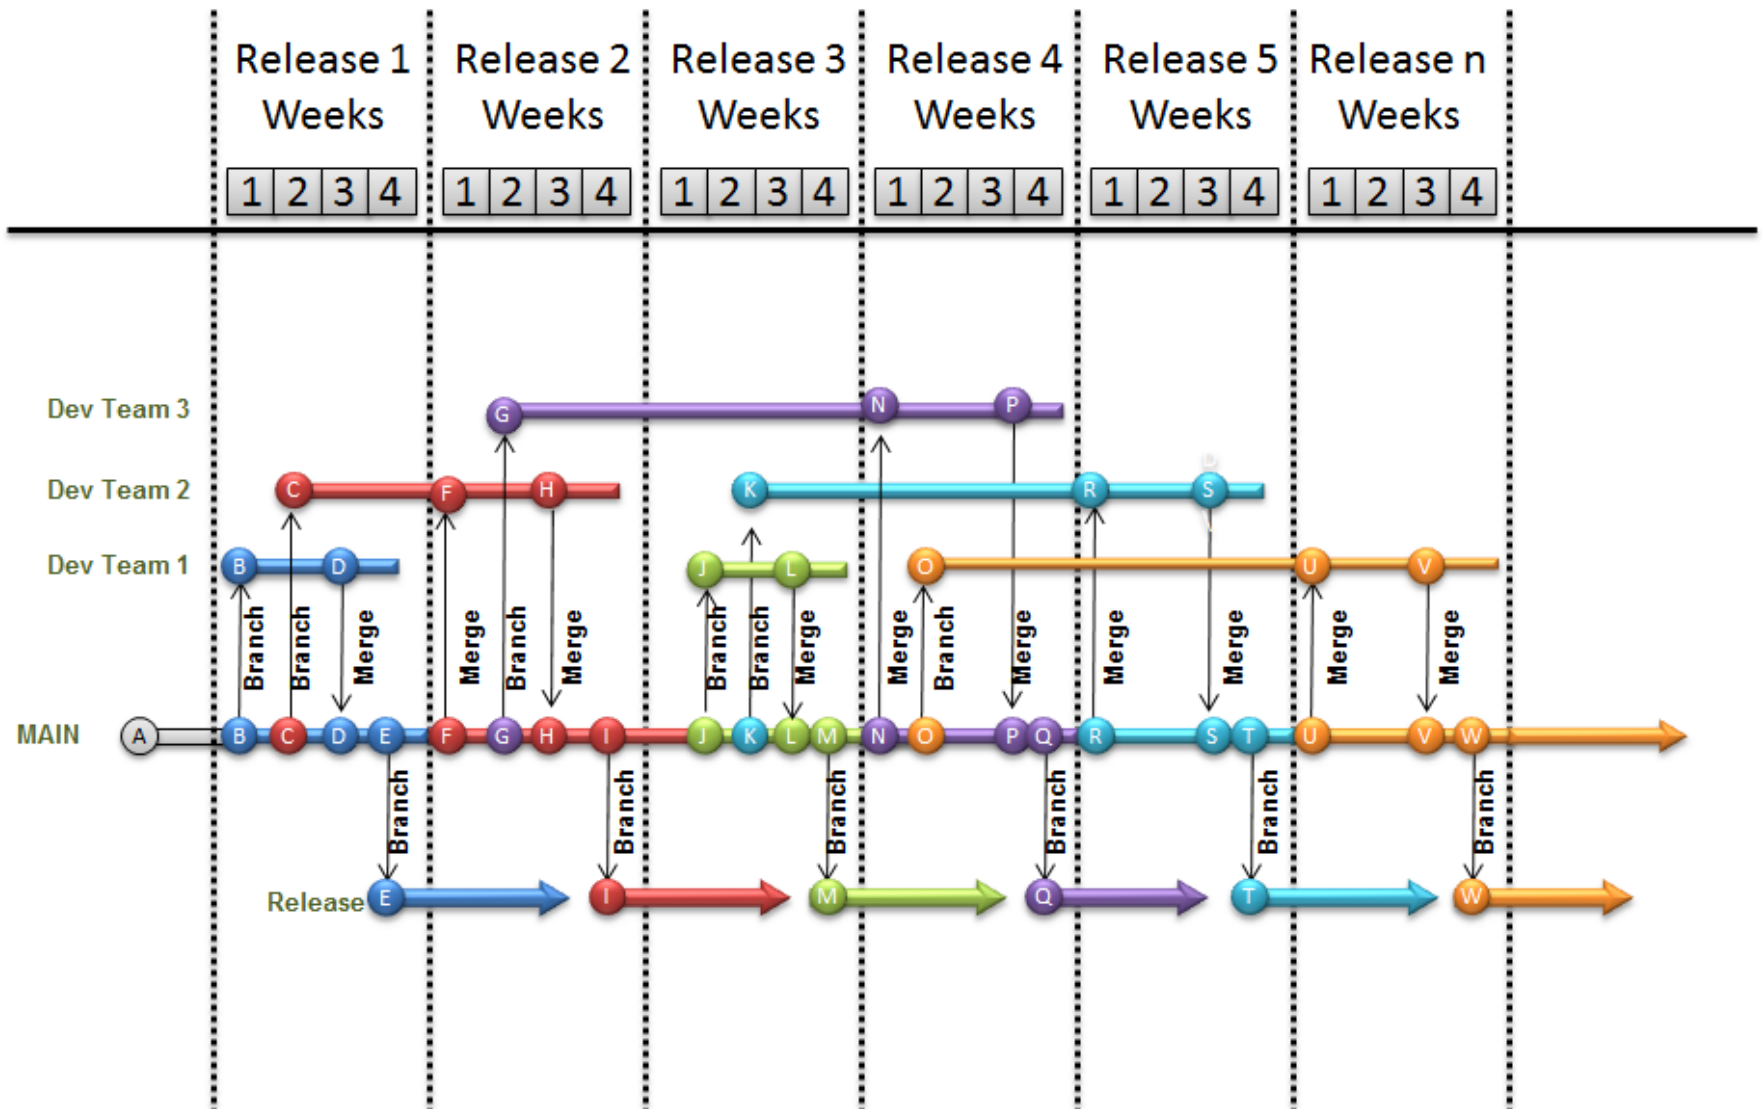 Release 1 Release 2 Release 3 Release 4 Release 5 Release n
Weeks Weeks Weeks Weeks Weeks Weeks
1 2 3 4 1 2 3 4 1 2 3 4 1 2 3 4 1 2 3 4 1 2 3 4
Dev Team 3 G N P
Dev Team 2 C F H K R S
Dev Team 1 B D J L O U V
Branch Branch Merge Merge Branch Merge Branch Branch Merge Merge Branch Merge Merge Merge Merge
MAIN A B C D E F G H I J K L M N O P Q R S T U V W
Branch Branch Branch Branch Branch Branch
Release E I M Q T W